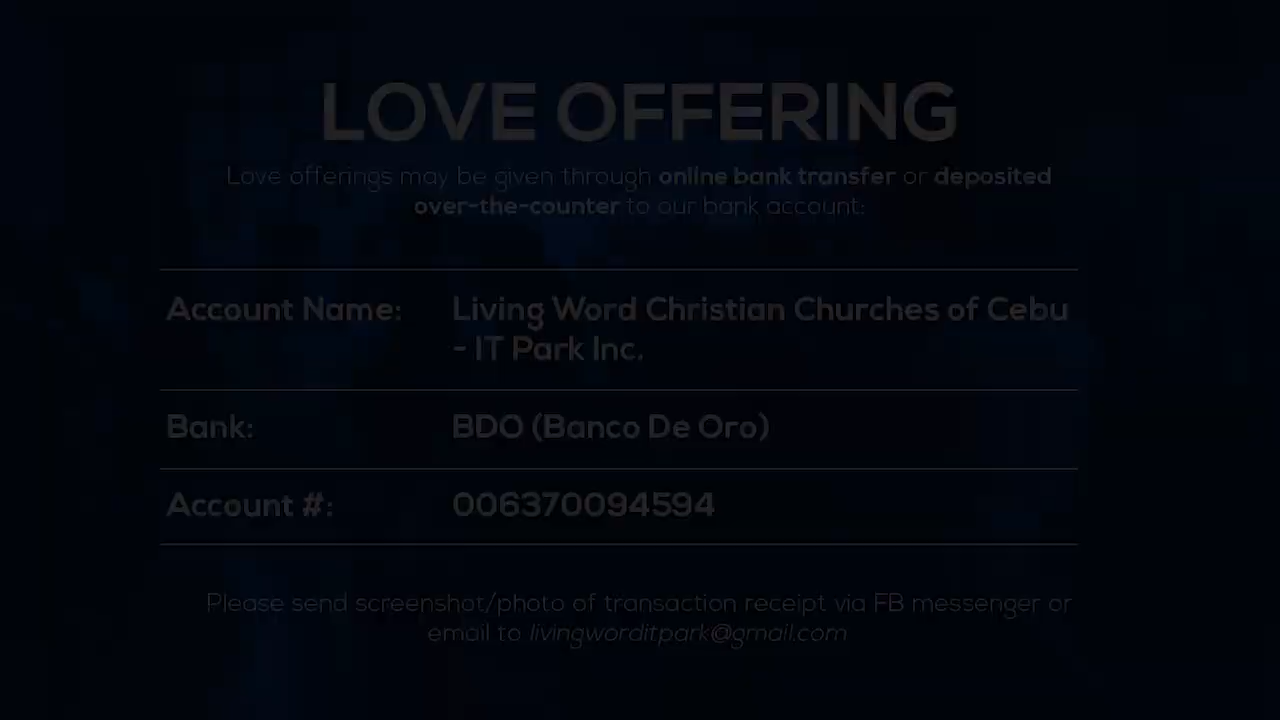 LOVE OFFERING
Love offerings may be given through online bank transfer or deposited
over-the-counter to our bank account:
Account Name: Living Word Christian Churches of Cebu
- IT Park Inc.
Bank: BDO (Banco De Oro)
Account #: 006370094594
Please send screenshot/photo of transaction receipt via FB messenger or
email to livingworditpark@gmail.com